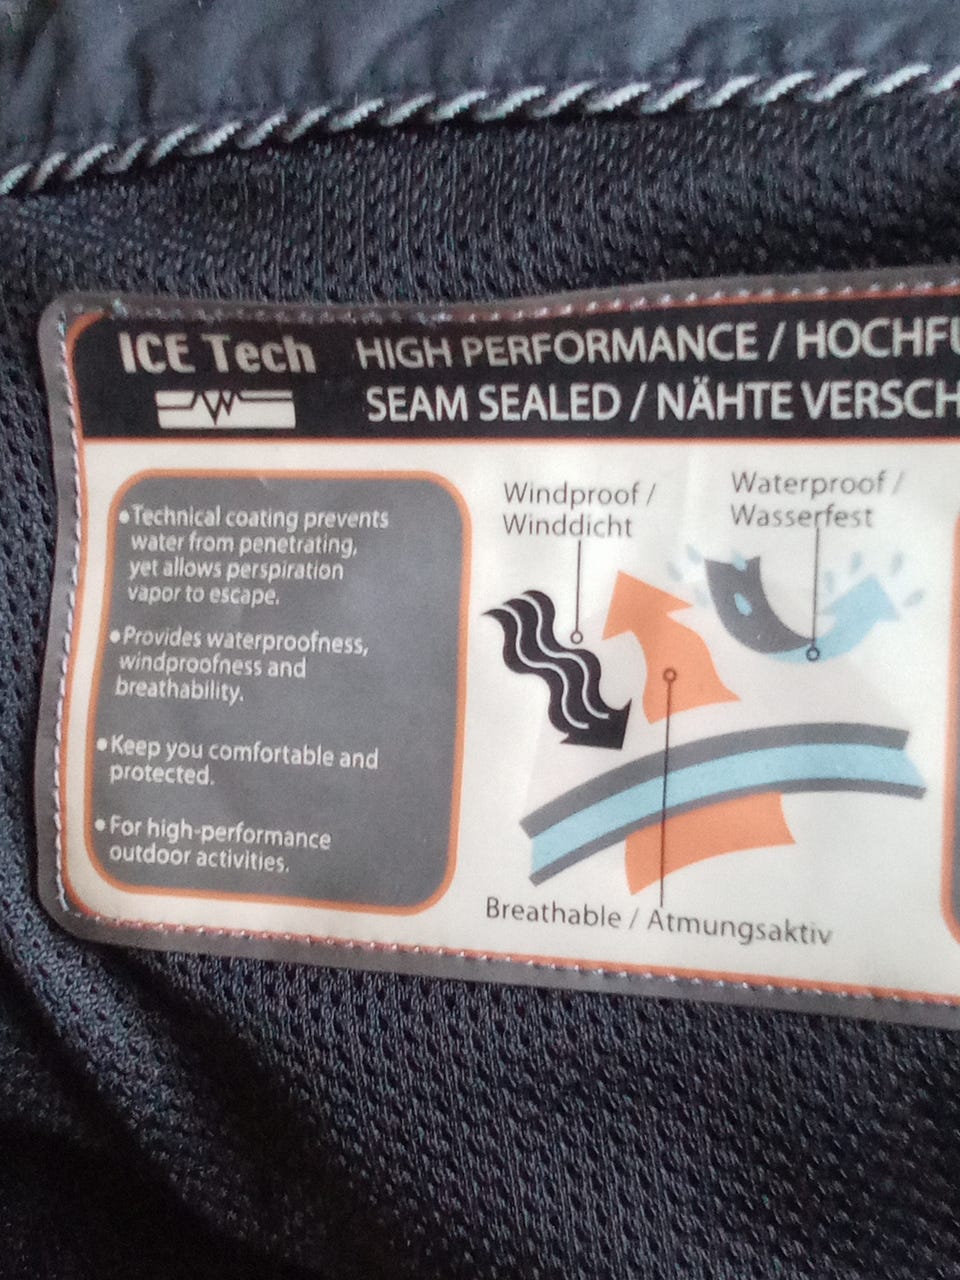 ICE Tech
HIGH PERFORMANCE / HOCHFU
SEAM SEALED / NÄHTE VERSCH
•Technical coating prevents
water from penetrating,
yet allows perspiration
vapor to escape.
•Provides waterproofness,
windproofness and
breathability.
•Keep you comfortable and
protected.
•For high-performance
outdoor activities.
Windproof /
Winddicht
Waterproof /
Wasserfest
Breathable / Atmungsaktiv